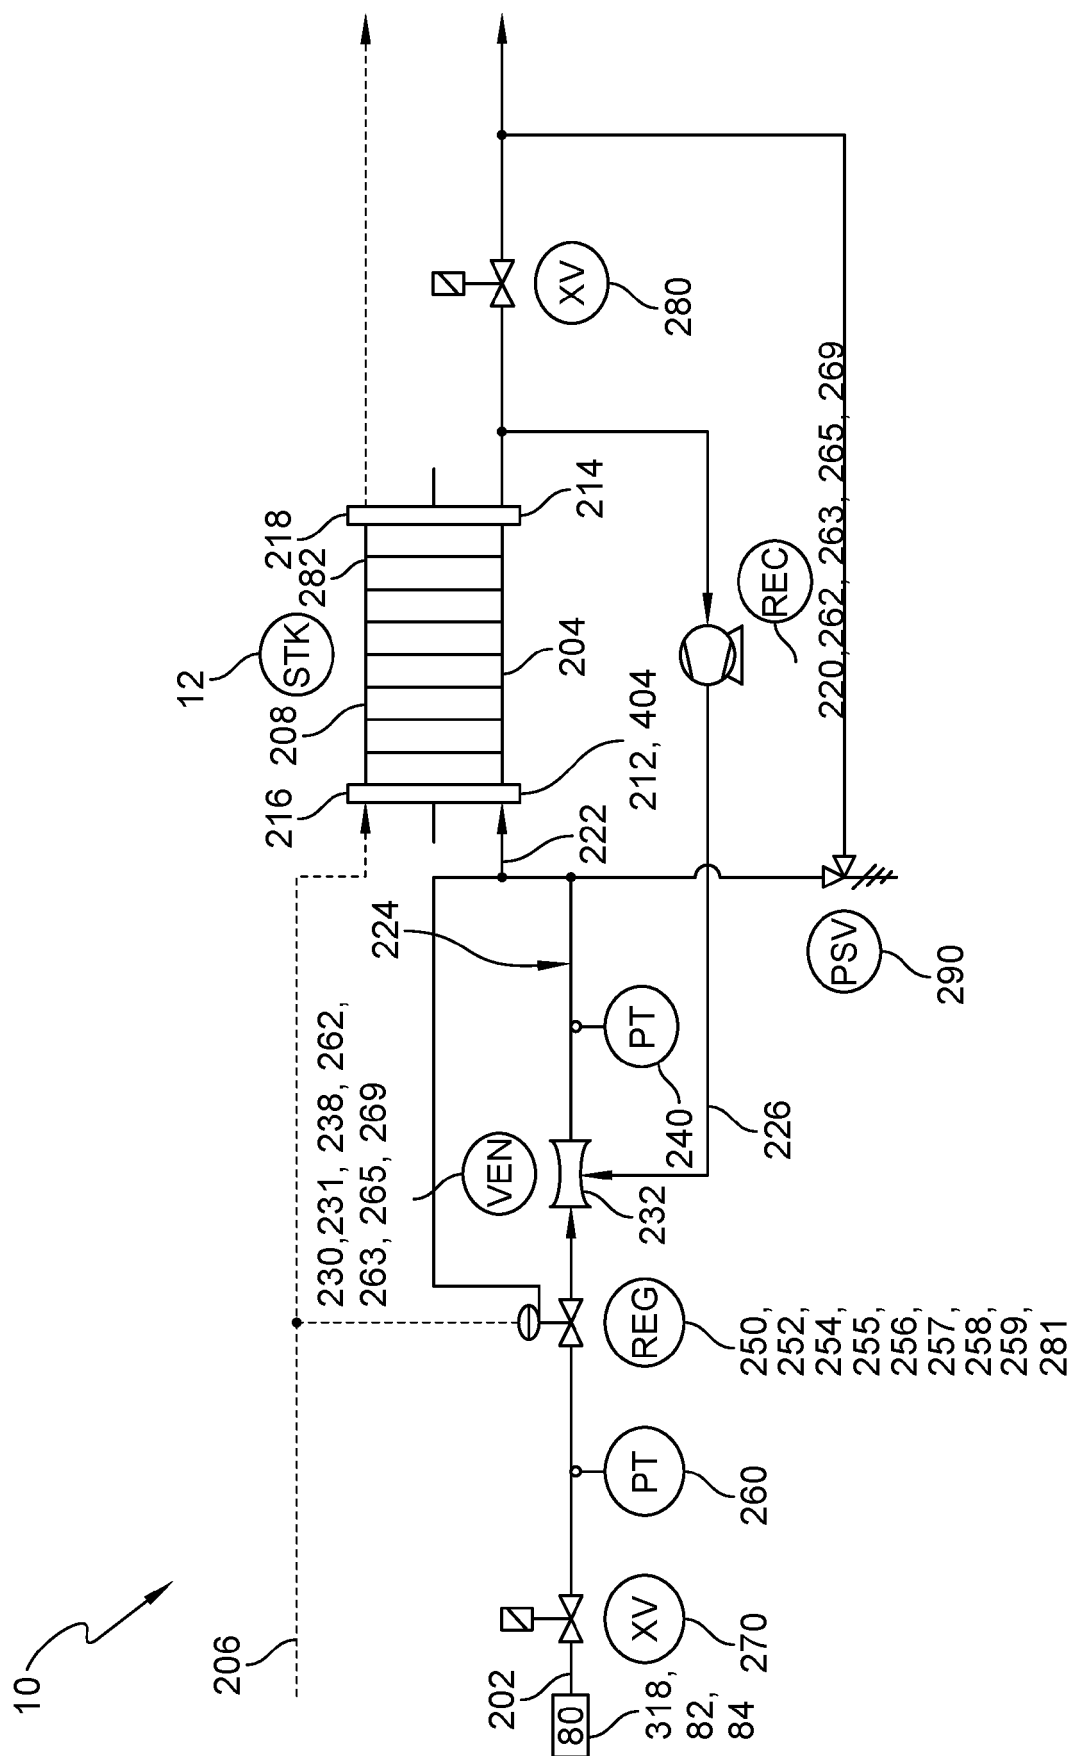 10
206
202
80
318,
82,
84
XV
270
PT
260
REG
250,
252,
254,
255,
256,
257,
258,
259,
281
230,231, 238, 262,
263, 265, 269
VEN
232
PT
240
226
224
222
PSV
290
216
212, 404
208
12
STK
204
282
218
214
REC
220, 262, 263, 265, 269
XV
280